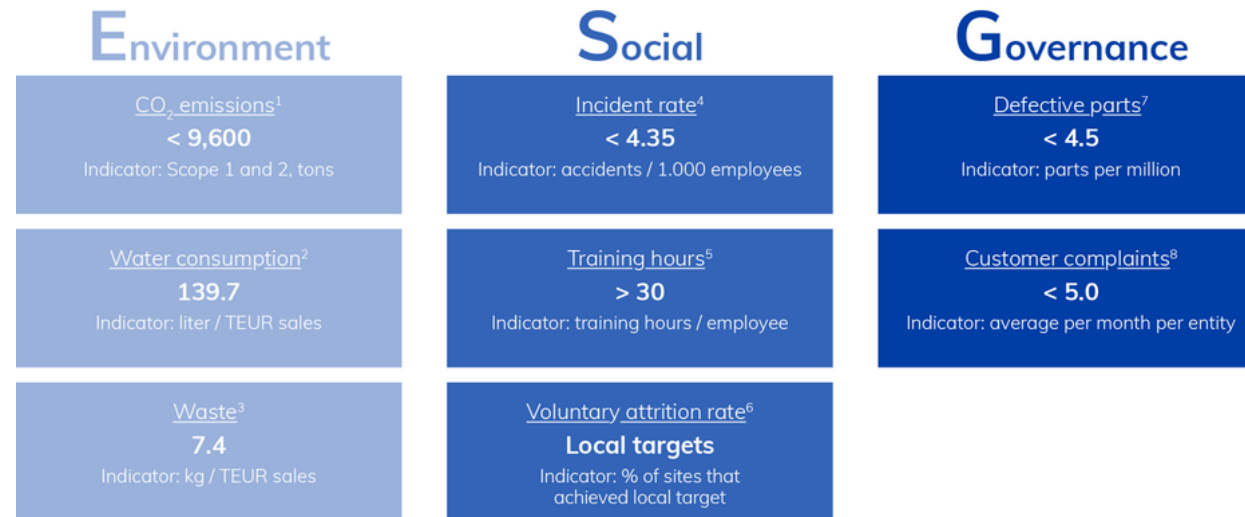 Environment
CO₂ emissions¹
< 9,600
Indicator: Scope 1 and 2, tons
Water consumption²
139.7
Indicator: liter / TEUR sales
Waste³
7.4
Indicator: kg / TEUR sales
Social
Incident rate⁴
< 4.35
Indicator: accidents / 1.000 employees
Training hours⁵
> 30
Indicator: training hours / employee
Voluntary attrition rate⁶
Local targets
Indicator: % of sites that
achieved local target
Governance
Defective parts⁷
< 4.5
Indicator: parts per million
Customer complaints⁸
< 5.0
Indicator: average per month per entity